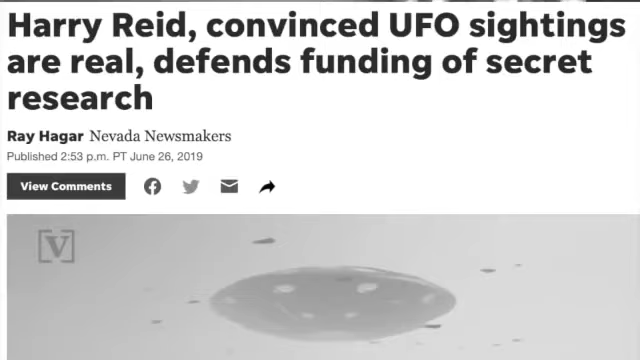 Harry Reid, convinced UFO sightings
are real, defends funding of secret
research
Ray Hagar Nevada Newsmakers
Published 2:53 p.m. PT June 26, 2019
View Comments
V